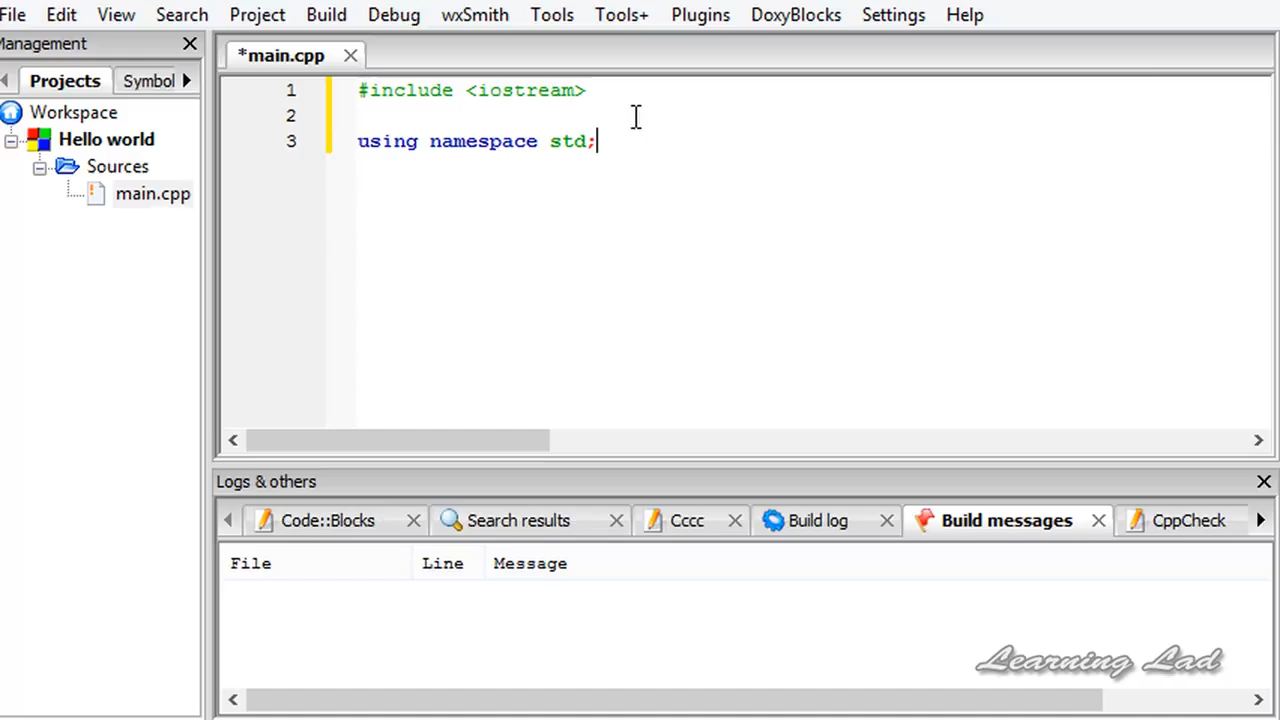 File Edit View Search Project Build Debug wxSmith Tools Tools+ Plugins DoxyBlocks Settings Help
Management
*main.cpp
Projects Symbol
1 #include <iostream>
2
3 using namespace std;
Workspace
Hello world
Sources
main.cpp
Logs & others
Code::Blocks Search results Cccc Build log Build messages CppCheck
File Line Message
Learning Lad